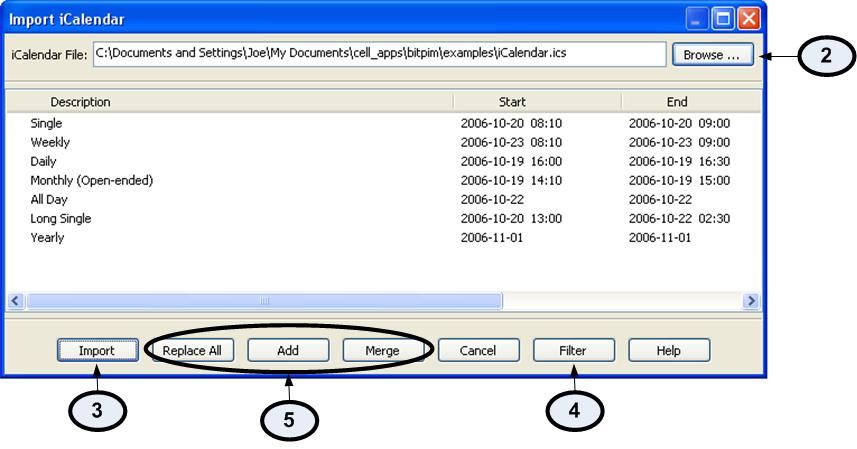 Import iCalendar
iCalendar File: C:\Documents and Settings\Joe\My Documents\cell_apps\bitpim\examples\iCalendar.ics Browse ... 2
Description Start End
Single 2006-10-20 08:10 2006-10-20 09:00
Weekly 2006-10-23 08:10 2006-10-23 09:00
Daily 2006-10-19 16:00 2006-10-19 16:30
Monthly (Open-ended) 2006-10-19 14:10 2006-10-19 15:00
All Day 2006-10-22 2006-10-22
Long Single 2006-10-20 13:00 2006-10-22 02:30
Yearly 2006-11-01 2006-11-01
Import Replace All Add Merge Cancel Filter Help
3 5 4